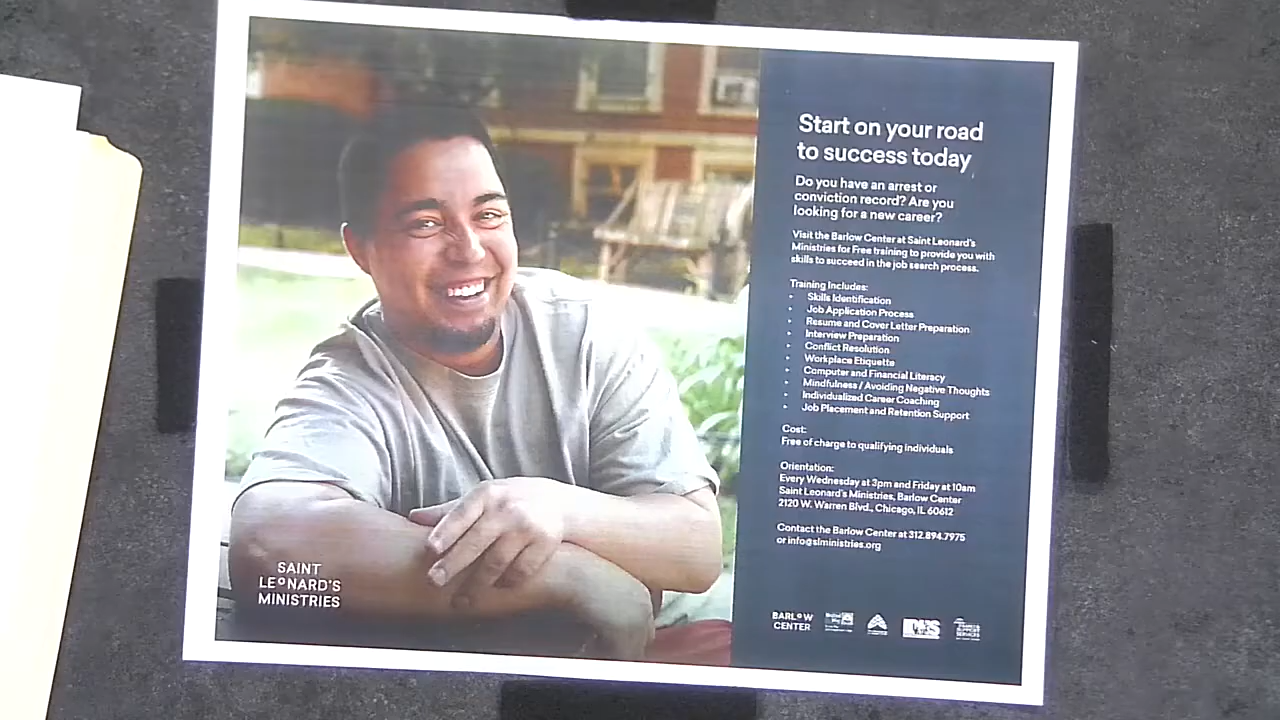 Start on your road
to success today
Do you have an arrest or
conviction record? Are you
looking for a new career?
Visit the Barlow Center at Saint Leonard's
Ministries for Free training to provide you with
skills to succeed in the job search process.
Training Includes:
• Skills Identification
• Job Application Process
• Resume and Cover Letter Preparation
• Interview Preparation
• Conflict Resolution
• Workplace Etiquette
• Computer and Financial Literacy
• Mindfulness / Avoiding Negative Thoughts
• Individualized Career Coaching
• Job Placement and Retention Support
Cost:
Free of charge to qualifying individuals
Orientation:
Every Wednesday at 3pm and Friday at 10am
Saint Leonard's Ministries, Barlow Center
2120 W. Warren Blvd., Chicago, IL 60612
Contact the Barlow Center at 312.894.7975
or info@slministries.org
SAINT
LEONARD'S
MINISTRIES
BARLOW
CENTER